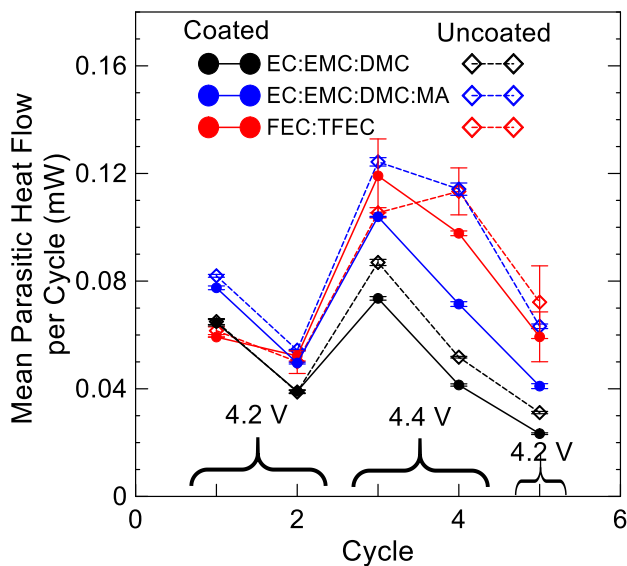 Coated Uncoated
EC:EMC:DMC
EC:EMC:DMC:MA
FEC:TFEC
0.16
0.12
0.08
0.04
0
Mean Parasitic Heat Flow
per Cycle (mW)
4.2 V
4.4 V
4.2 V
0 2 4 6
Cycle